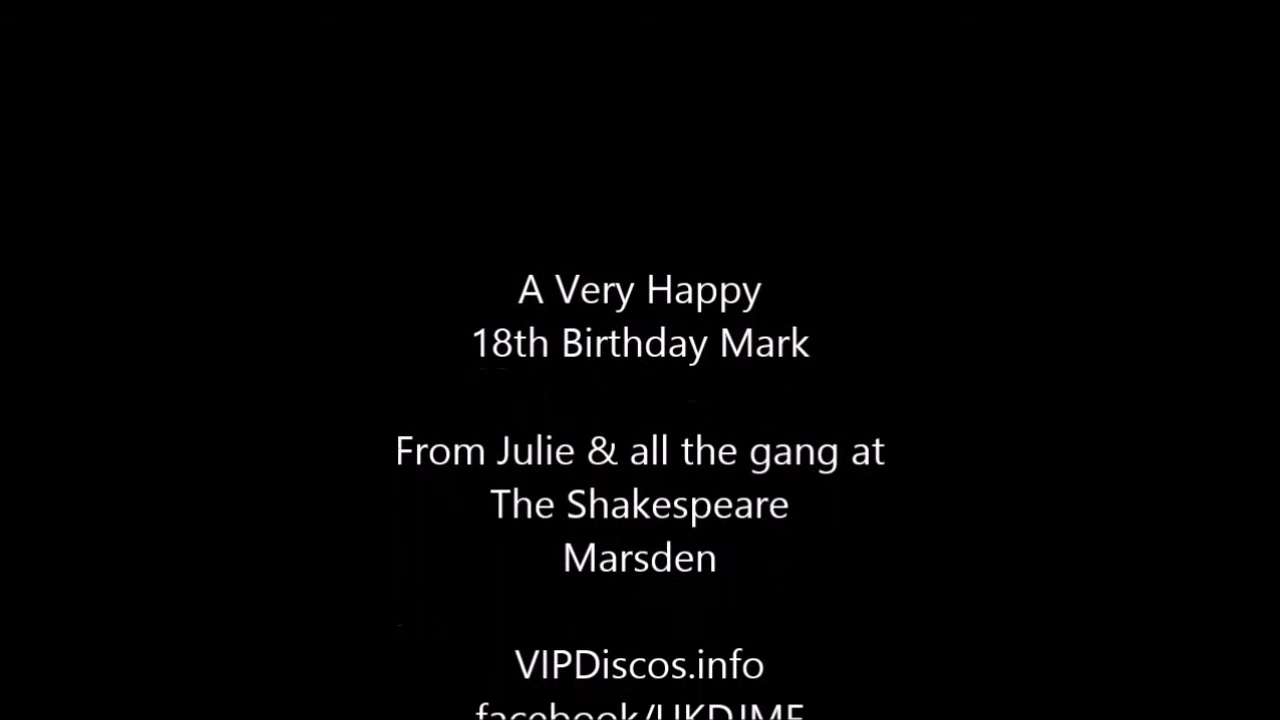 A Very Happy
18th Birthday Mark
From Julie & all the gang at
The Shakespeare
Marsden
VIPDiscos.info